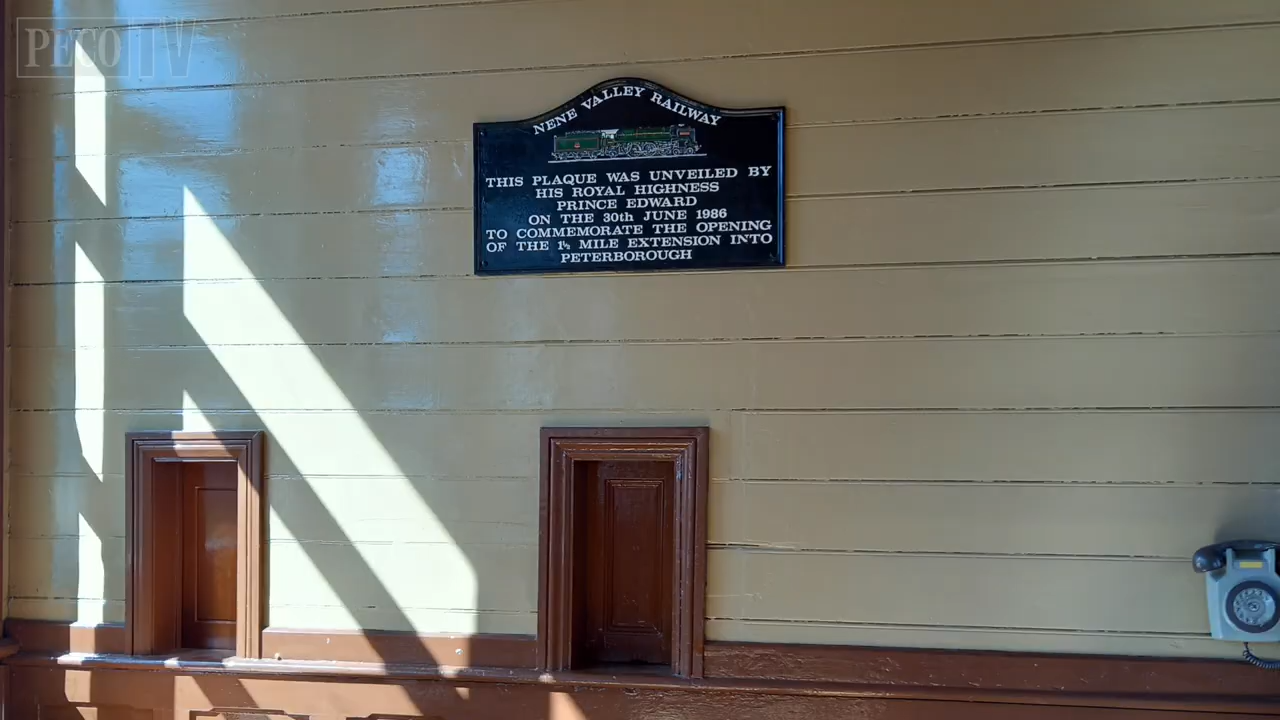 PECO TV
NENE VALLEY RAILWAY
THIS PLAQUE WAS UNVEILED BY
HIS ROYAL HIGHNESS
PRINCE EDWARD
ON THE 30th JUNE 1986
TO COMMEMORATE THE OPENING
OF THE 1½ MILE EXTENSION INTO
PETERBOROUGH